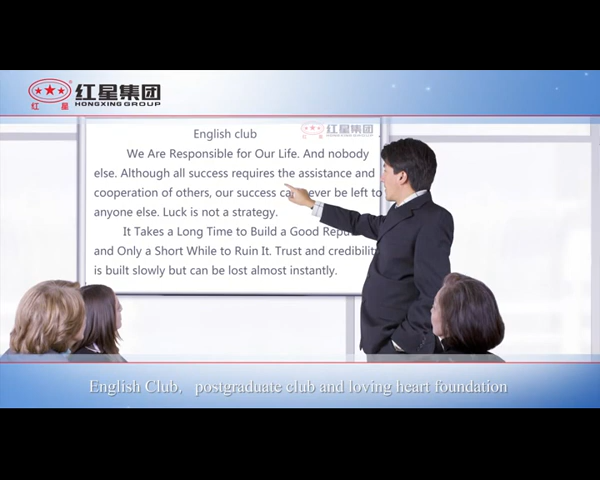 红星集团
HONGXING GROUP
红 星
红星集团
HONGXING GROUP
English club
We Are Responsible for Our Life. And nobody
else. Although all success requires the assistance and
cooperation of others, our success ever be left to
anyone else. Luck is not a strategy.
It Takes a Long Time to Build a Good
and Only a Short While to Ruin It. Trust and credibility
is built slowly but can be lost almost instantly.
English Club, postgraduate club and loving heart foundation